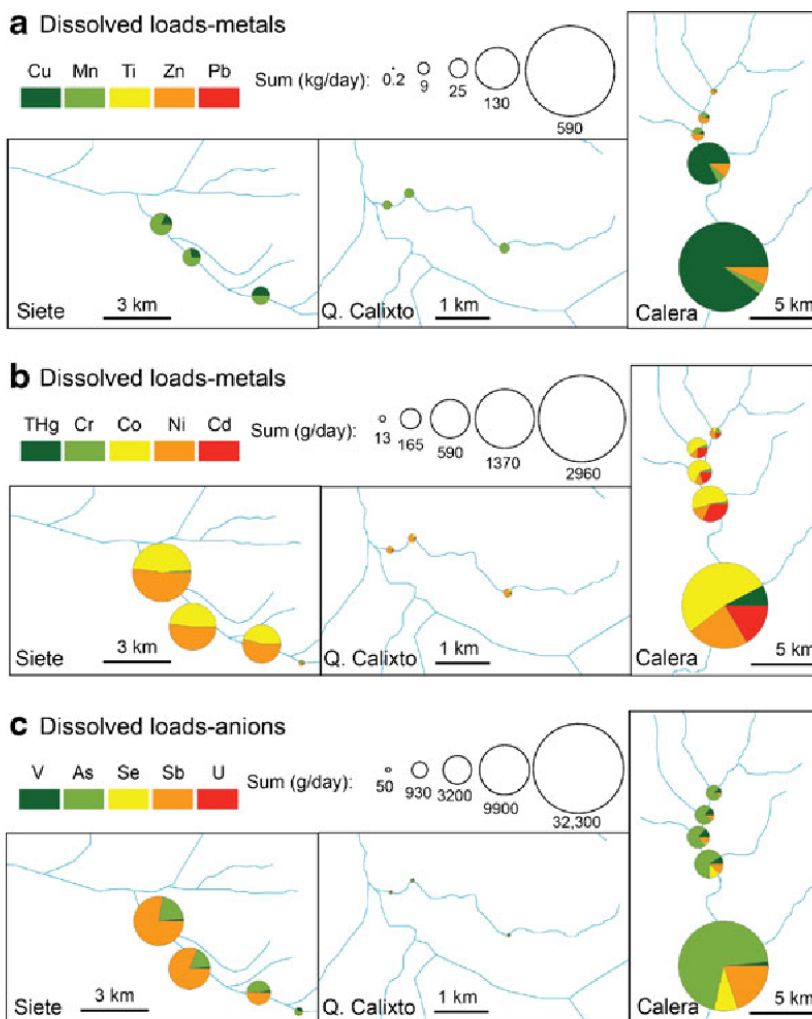 a Dissolved loads-metals
Cu Mn Ti Zn Pb
Sum (kg/day):
0.2 9 25 130 590
Siete 3 km
Q. Calixto 1 km
Calera 5 km
b Dissolved loads-metals
THg Cr Co Ni Cd
Sum (g/day):
13 165 590 1370 2960
Siete 3 km
Q. Calixto 1 km
Calera 5 km
c Dissolved loads-anions
V As Se Sb U
Sum (g/day):
50 930 3200 9900 32,300
Siete 3 km
Q. Calixto 1 km
Calera 5 km